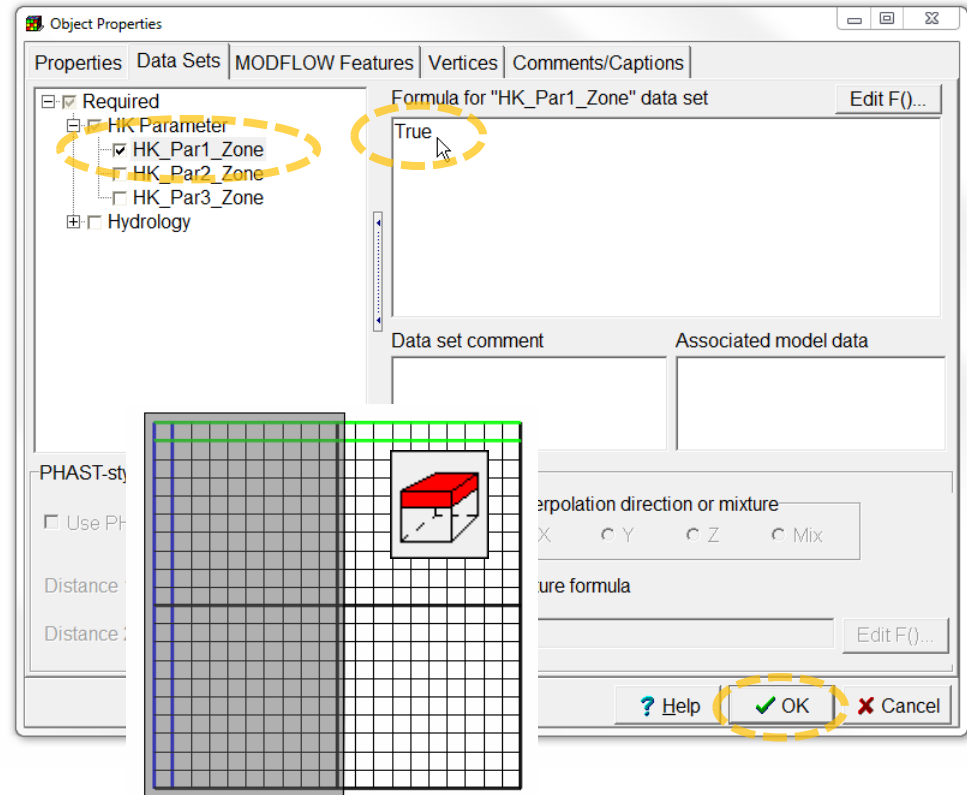 Object Properties
Properties Data Sets MODFLOW Features Vertices Comments/Captions
Required
HK Parameter
HK_Par1_Zone
HK_Par2_Zone
HK_Par3_Zone
Hydrology
Formula for "HK_Par1_Zone" data set
Edit F()...
True
Data set comment
Associated model data
PHAST-sty
Use PH
Distance
Distance 2
erpolation direction or mixture
X Y Z Mix
ure formula
Edit F()...
? Help OK Cancel